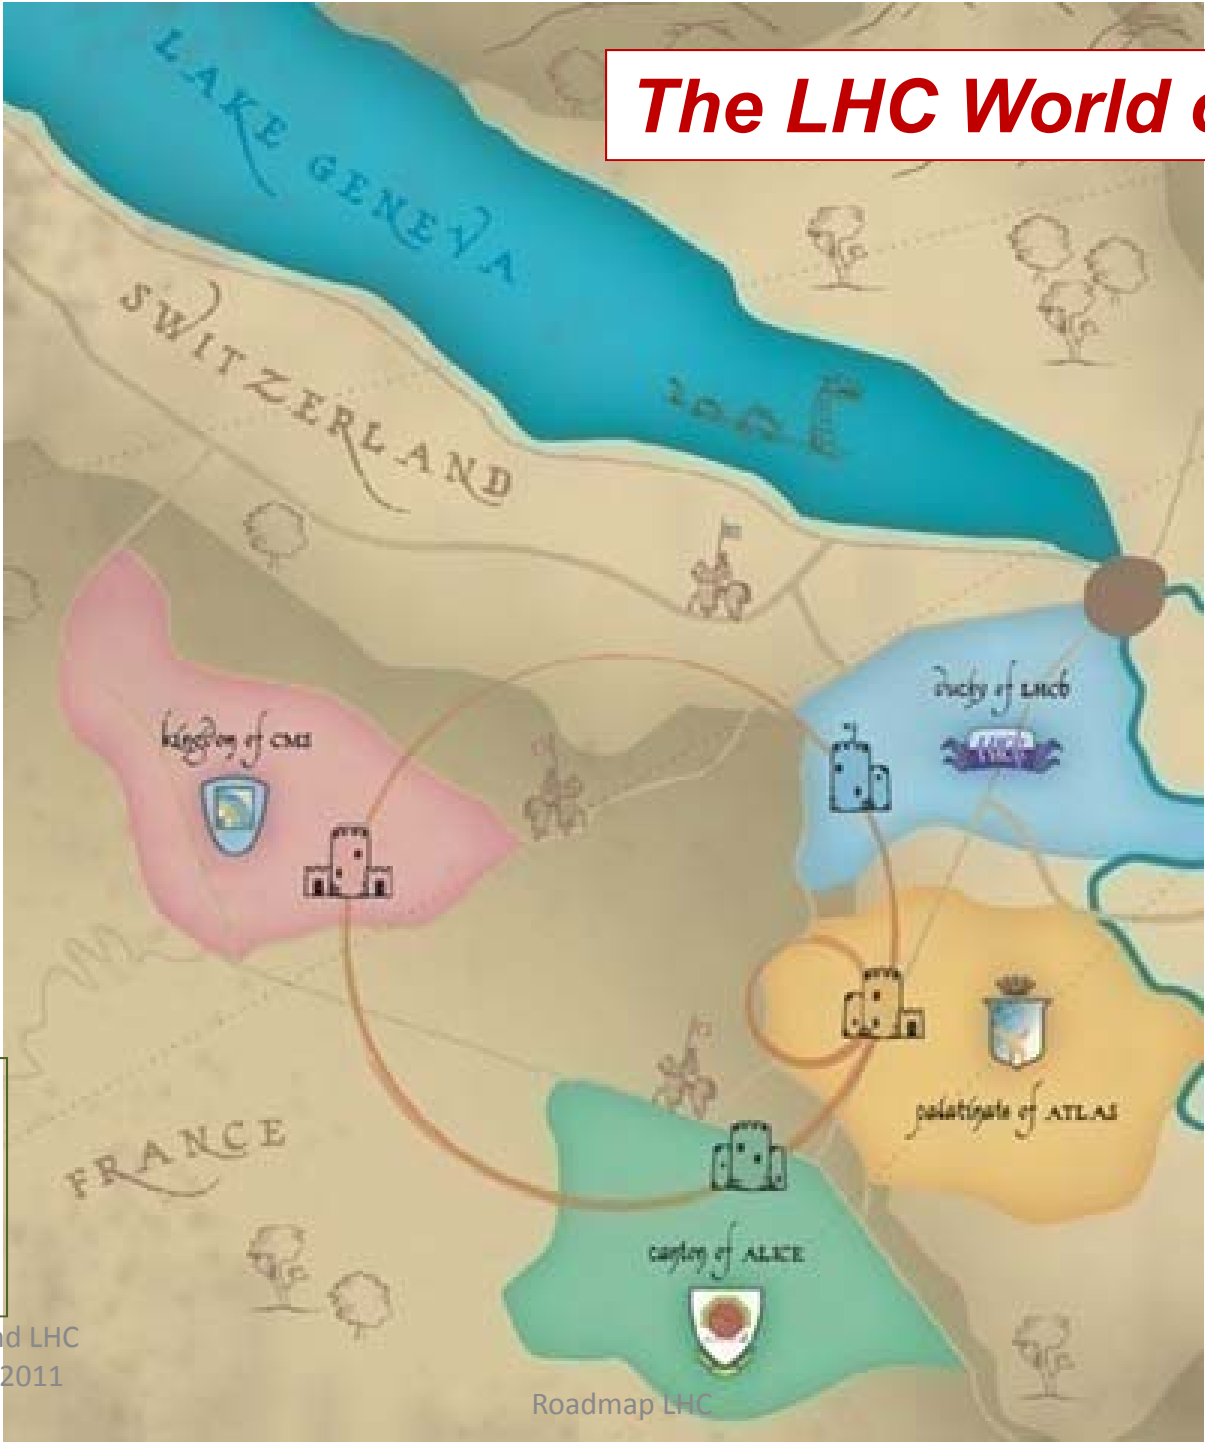 The LHC World
LAKE GENEVA
SWITZERLAND
duchy of LHCb
LHCb
kingdom of CMS
palatinate of ATLAS
FRANCE
canton of ALICE
LHC
2011
Roadmap LHC